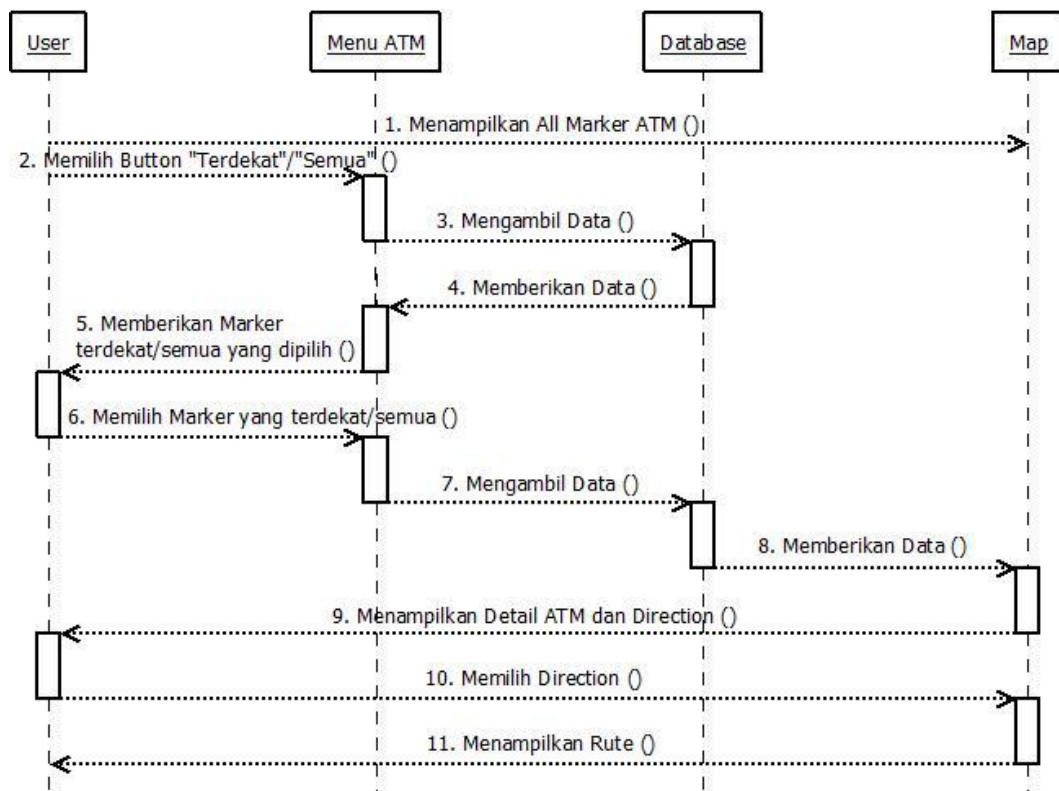 User
Menu ATM
Database
Map
1. Menampilkan All Marker ATM ()
2. Memilih Button "Terdekat"/"Semua" ()
3. Mengambil Data ()
4. Memberikan Data ()
5. Memberikan Marker
terdekat/semua yang dipilih ()
6. Memilih Marker yang terdekat/semua ()
7. Mengambil Data ()
8. Memberikan Data ()
9. Menampilkan Detail ATM dan Direction ()
10. Memilih Direction ()
11. Menampilkan Rute ()